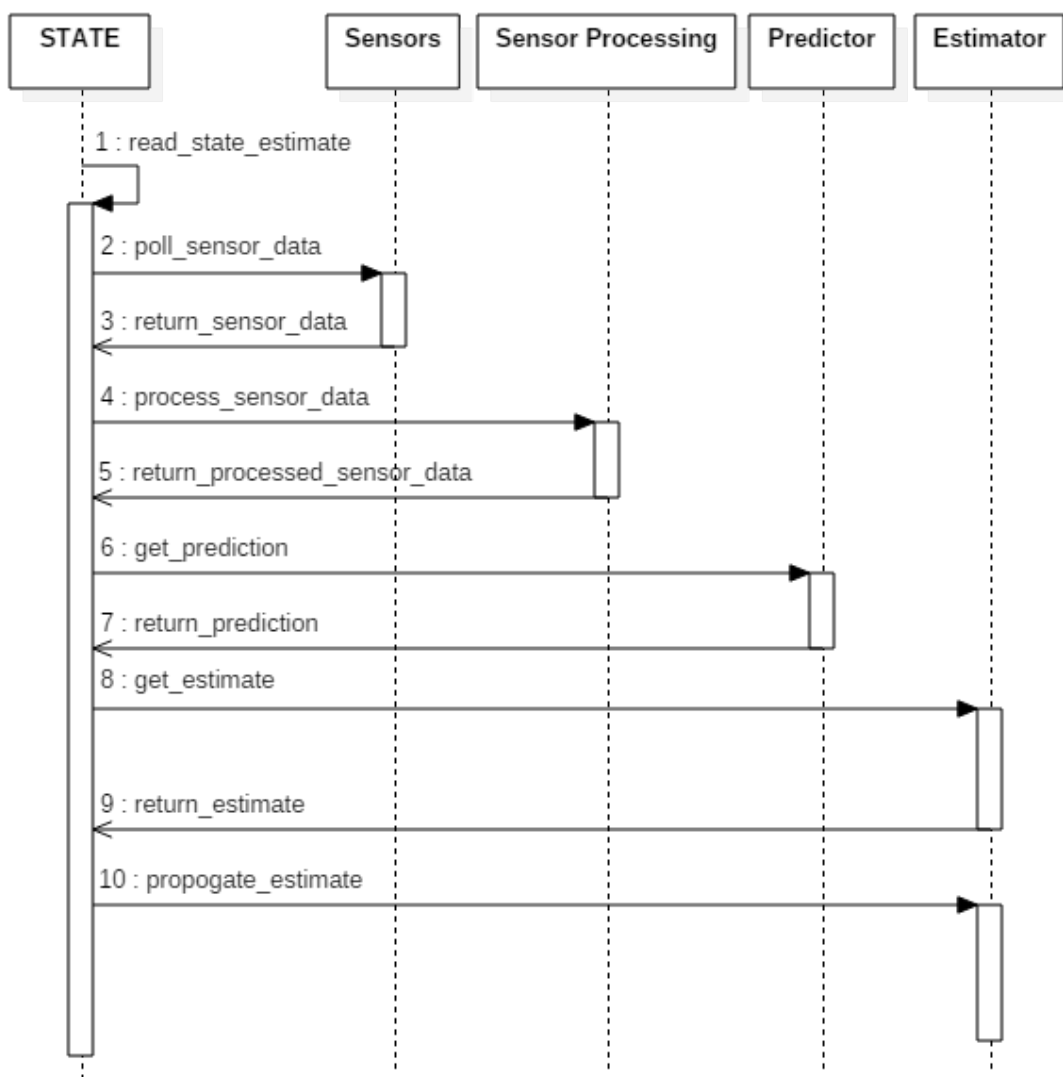 STATE
Sensors
Sensor Processing
Predictor
Estimator
1 : read_state_estimate
2 : poll_sensor_data
3 : return_sensor_data
4 : process_sensor_data
5 : return_processed_sensor_data
6 : get_prediction
7 : return_prediction
8 : get_estimate
9 : return_estimate
10 : propogate_estimate